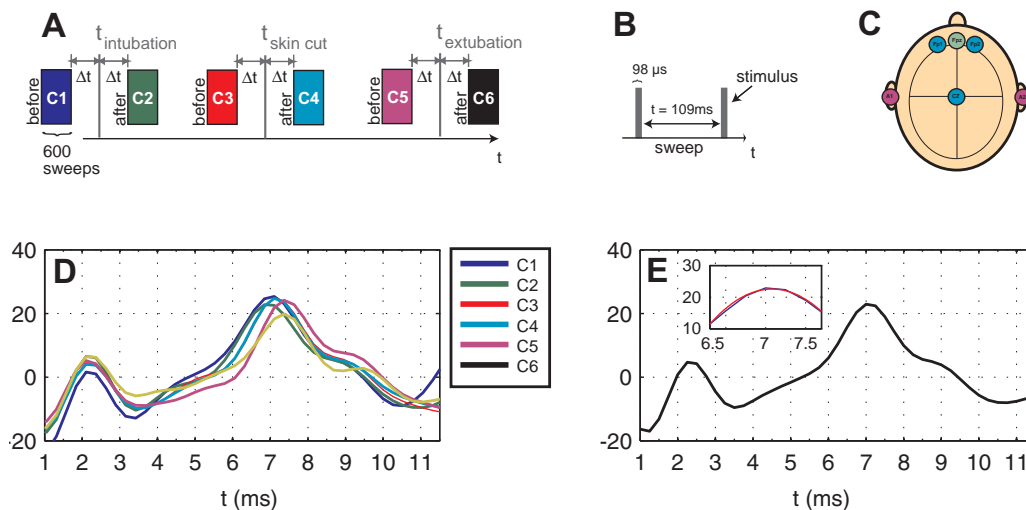 A
t intubation
t skin cut
t extubation
Δt Δt
Δt Δt
Δt Δt
before C1
after C2
before C3
after C4
before C5
after C6
600
sweeps
t
B
98 μs
stimulus
t = 109ms
sweep
t
C
Fp1 Fpz Fp2
A1 CZ
D
40
20
0
20
1 2 3 4 5 6 7 8 9 10 11
t (ms)
C1
C2
C3
C4
C5
C6
E
40
20
0
-20
1 2 3 4 5 6 7 8 9 10 11
t (ms)
30
20
10
6.5 7 7.5